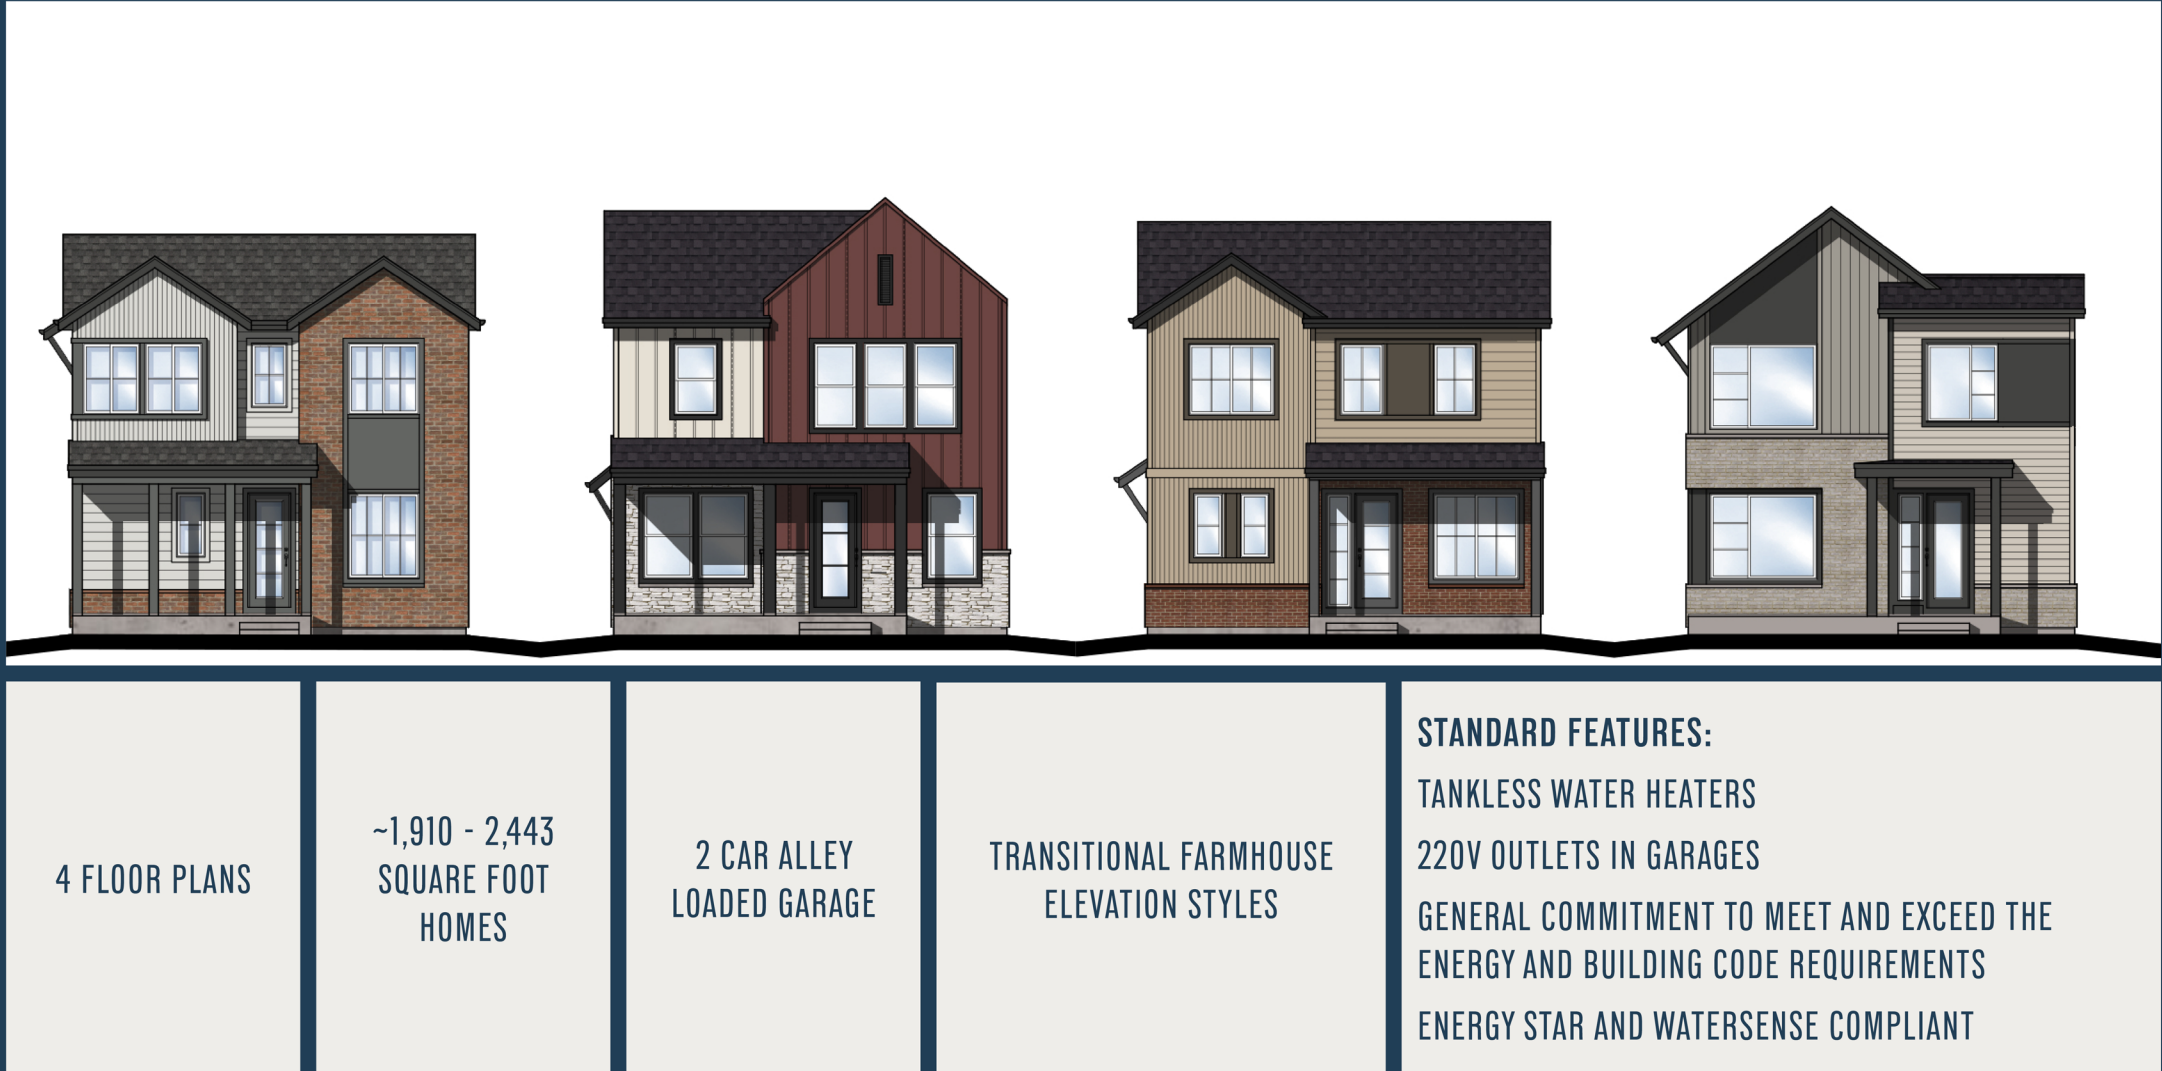 4 FLOOR PLANS
~1,910 - 2,443
SQUARE FOOT
HOMES
2 CAR ALLEY
LOADED GARAGE
TRANSITIONAL FARMHOUSE
ELEVATION STYLES
STANDARD FEATURES:
TANKLESS WATER HEATERS
220V OUTLETS IN GARAGES
GENERAL COMMITMENT TO MEET AND EXCEED THE
ENERGY AND BUILDING CODE REQUIREMENTS
ENERGY STAR AND WATERSENSE COMPLIANT